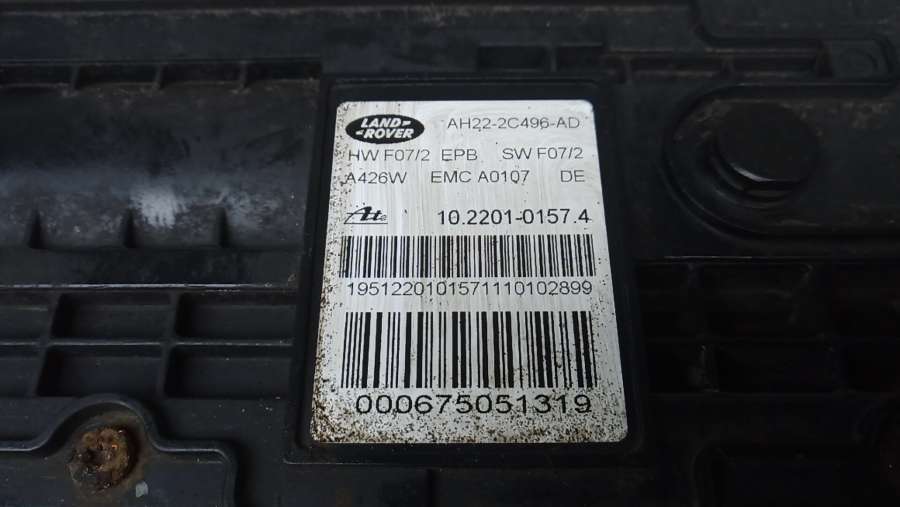 LAND-
-ROVER
AH22-2C496-AD
HW F07/2 EPB SW F07/2
A426W EMC A0107 DE
Ate 10.2201-0157.4
1951220101571110102899
000675051319